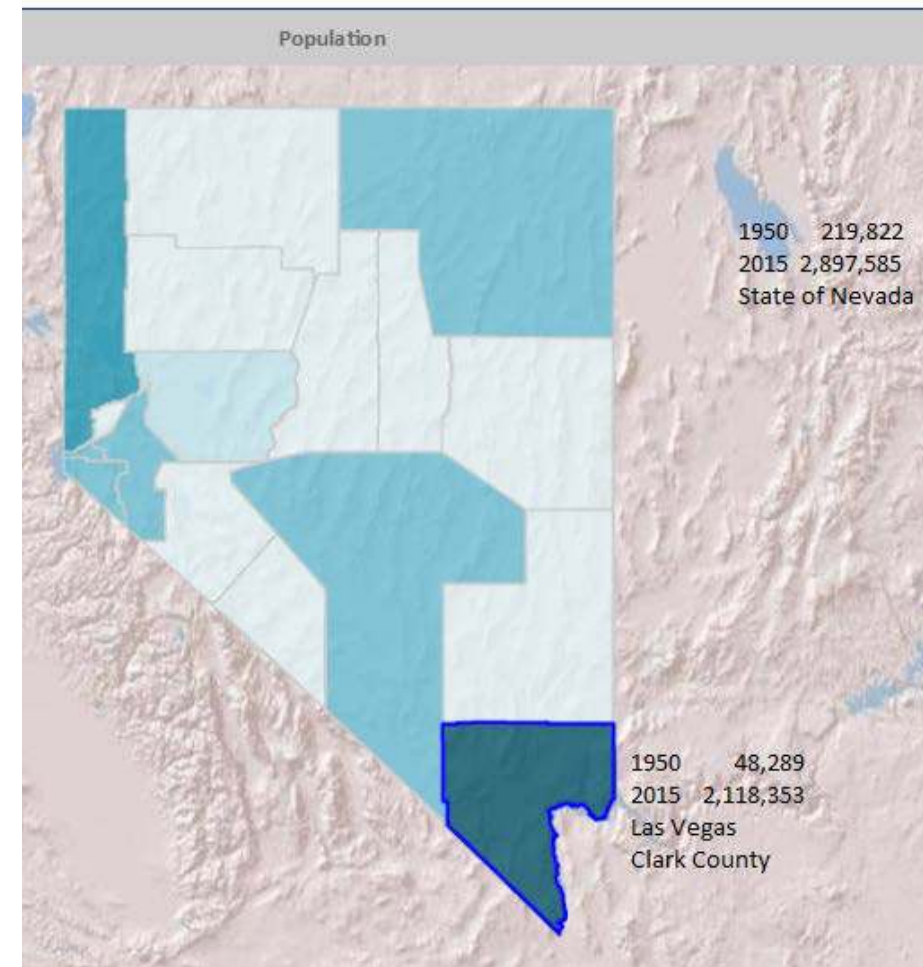 Population
1950 219,822
2015 2,897,585
State of Nevada
1950 48,289
2015 2,118,353
Las Vegas
Clark County